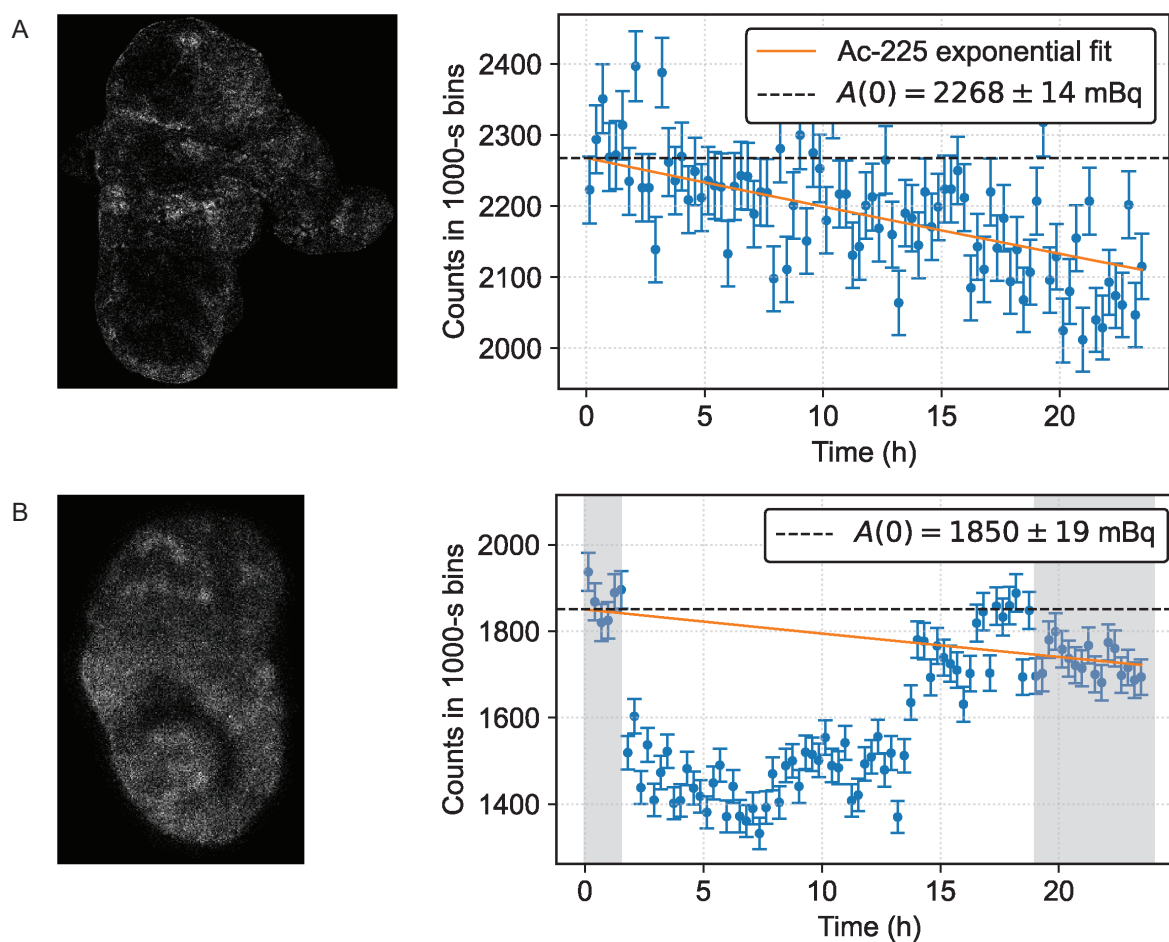 A
Counts in 1000-s bins
2400
2300
2200
2100
2000
Ac-225 exponential fit
A(0) = 2268 ± 14 mBq
0
5
10
15
20
Time (h)
B
Counts in 1000-s bins
2000
1800
1600
1400
A(0) = 1850 ± 19 mBq
0
5
10
15
20
Time (h)